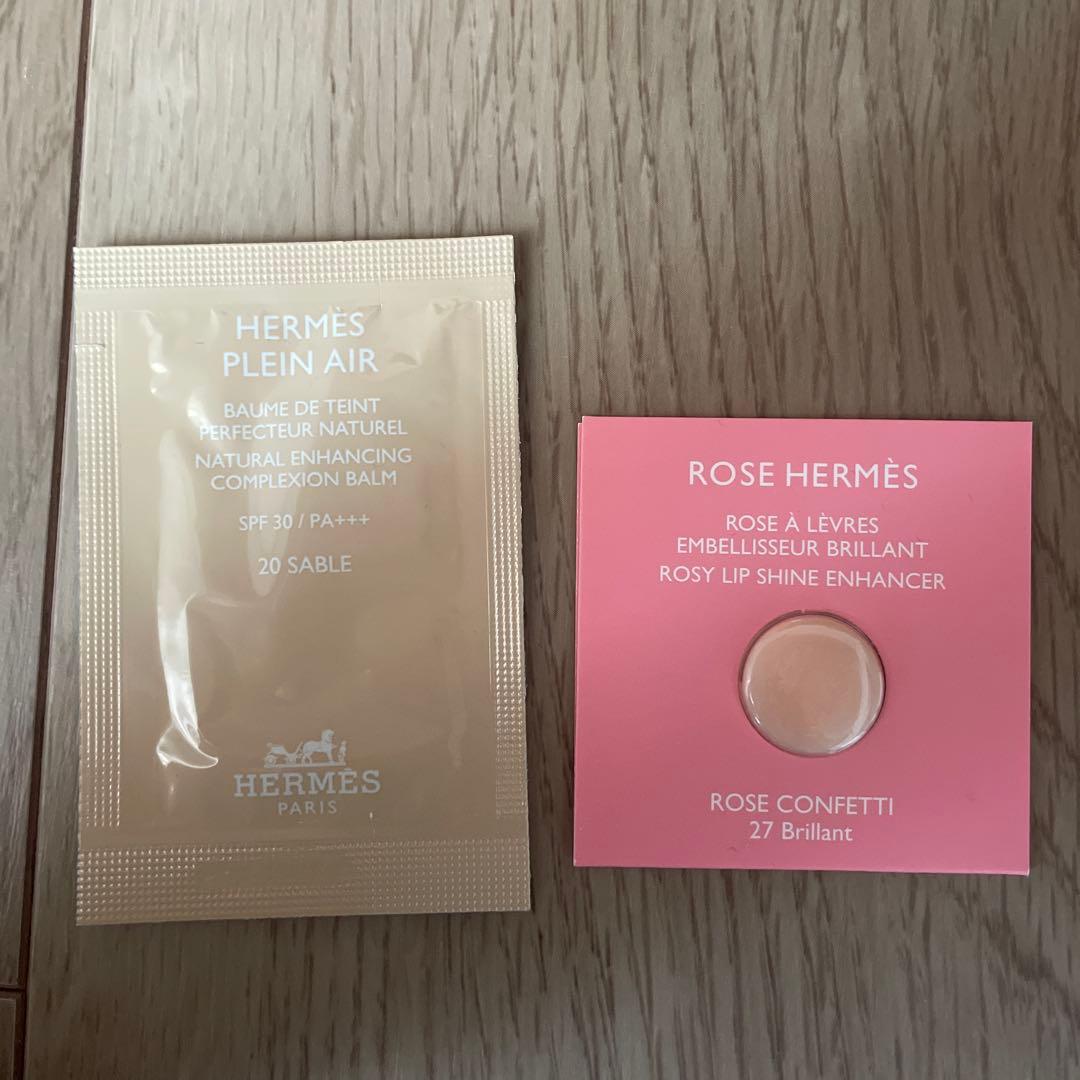 HERMÈS
PLEIN AIR
BAUME DE TEINT
PERFECTEUR NATUREL
NATURAL ENHANCING
COMPLEXION BALM
SPF 30 / PA+++
20 SABLE
HERMÈS
PARIS
ROSE HERMÈS
ROSE À LÈVRES
EMBELLISSEUR BRILLANT
ROSY LIP SHINE ENHANCER
ROSE CONFETTI
27 Brillant